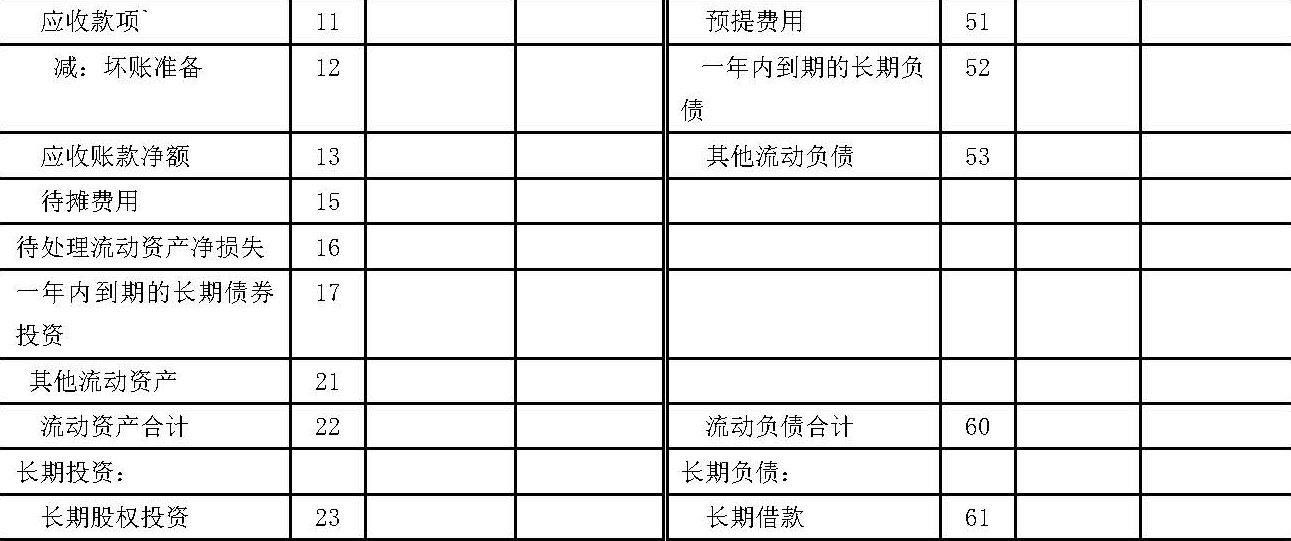 应收款项` 11 预提费用 51
减：坏账准备 12 一年内到期的长期负 52
债
应收账款净额 13 其他流动负债 53
待摊费用 15
待处理流动资产净损失 16
一年内到期的长期债券 17
投资
其他流动资产 21
流动资产合计 22 流动负债合计 60
长期投资： 长期负债：
长期股权投资 23 长期借款 61